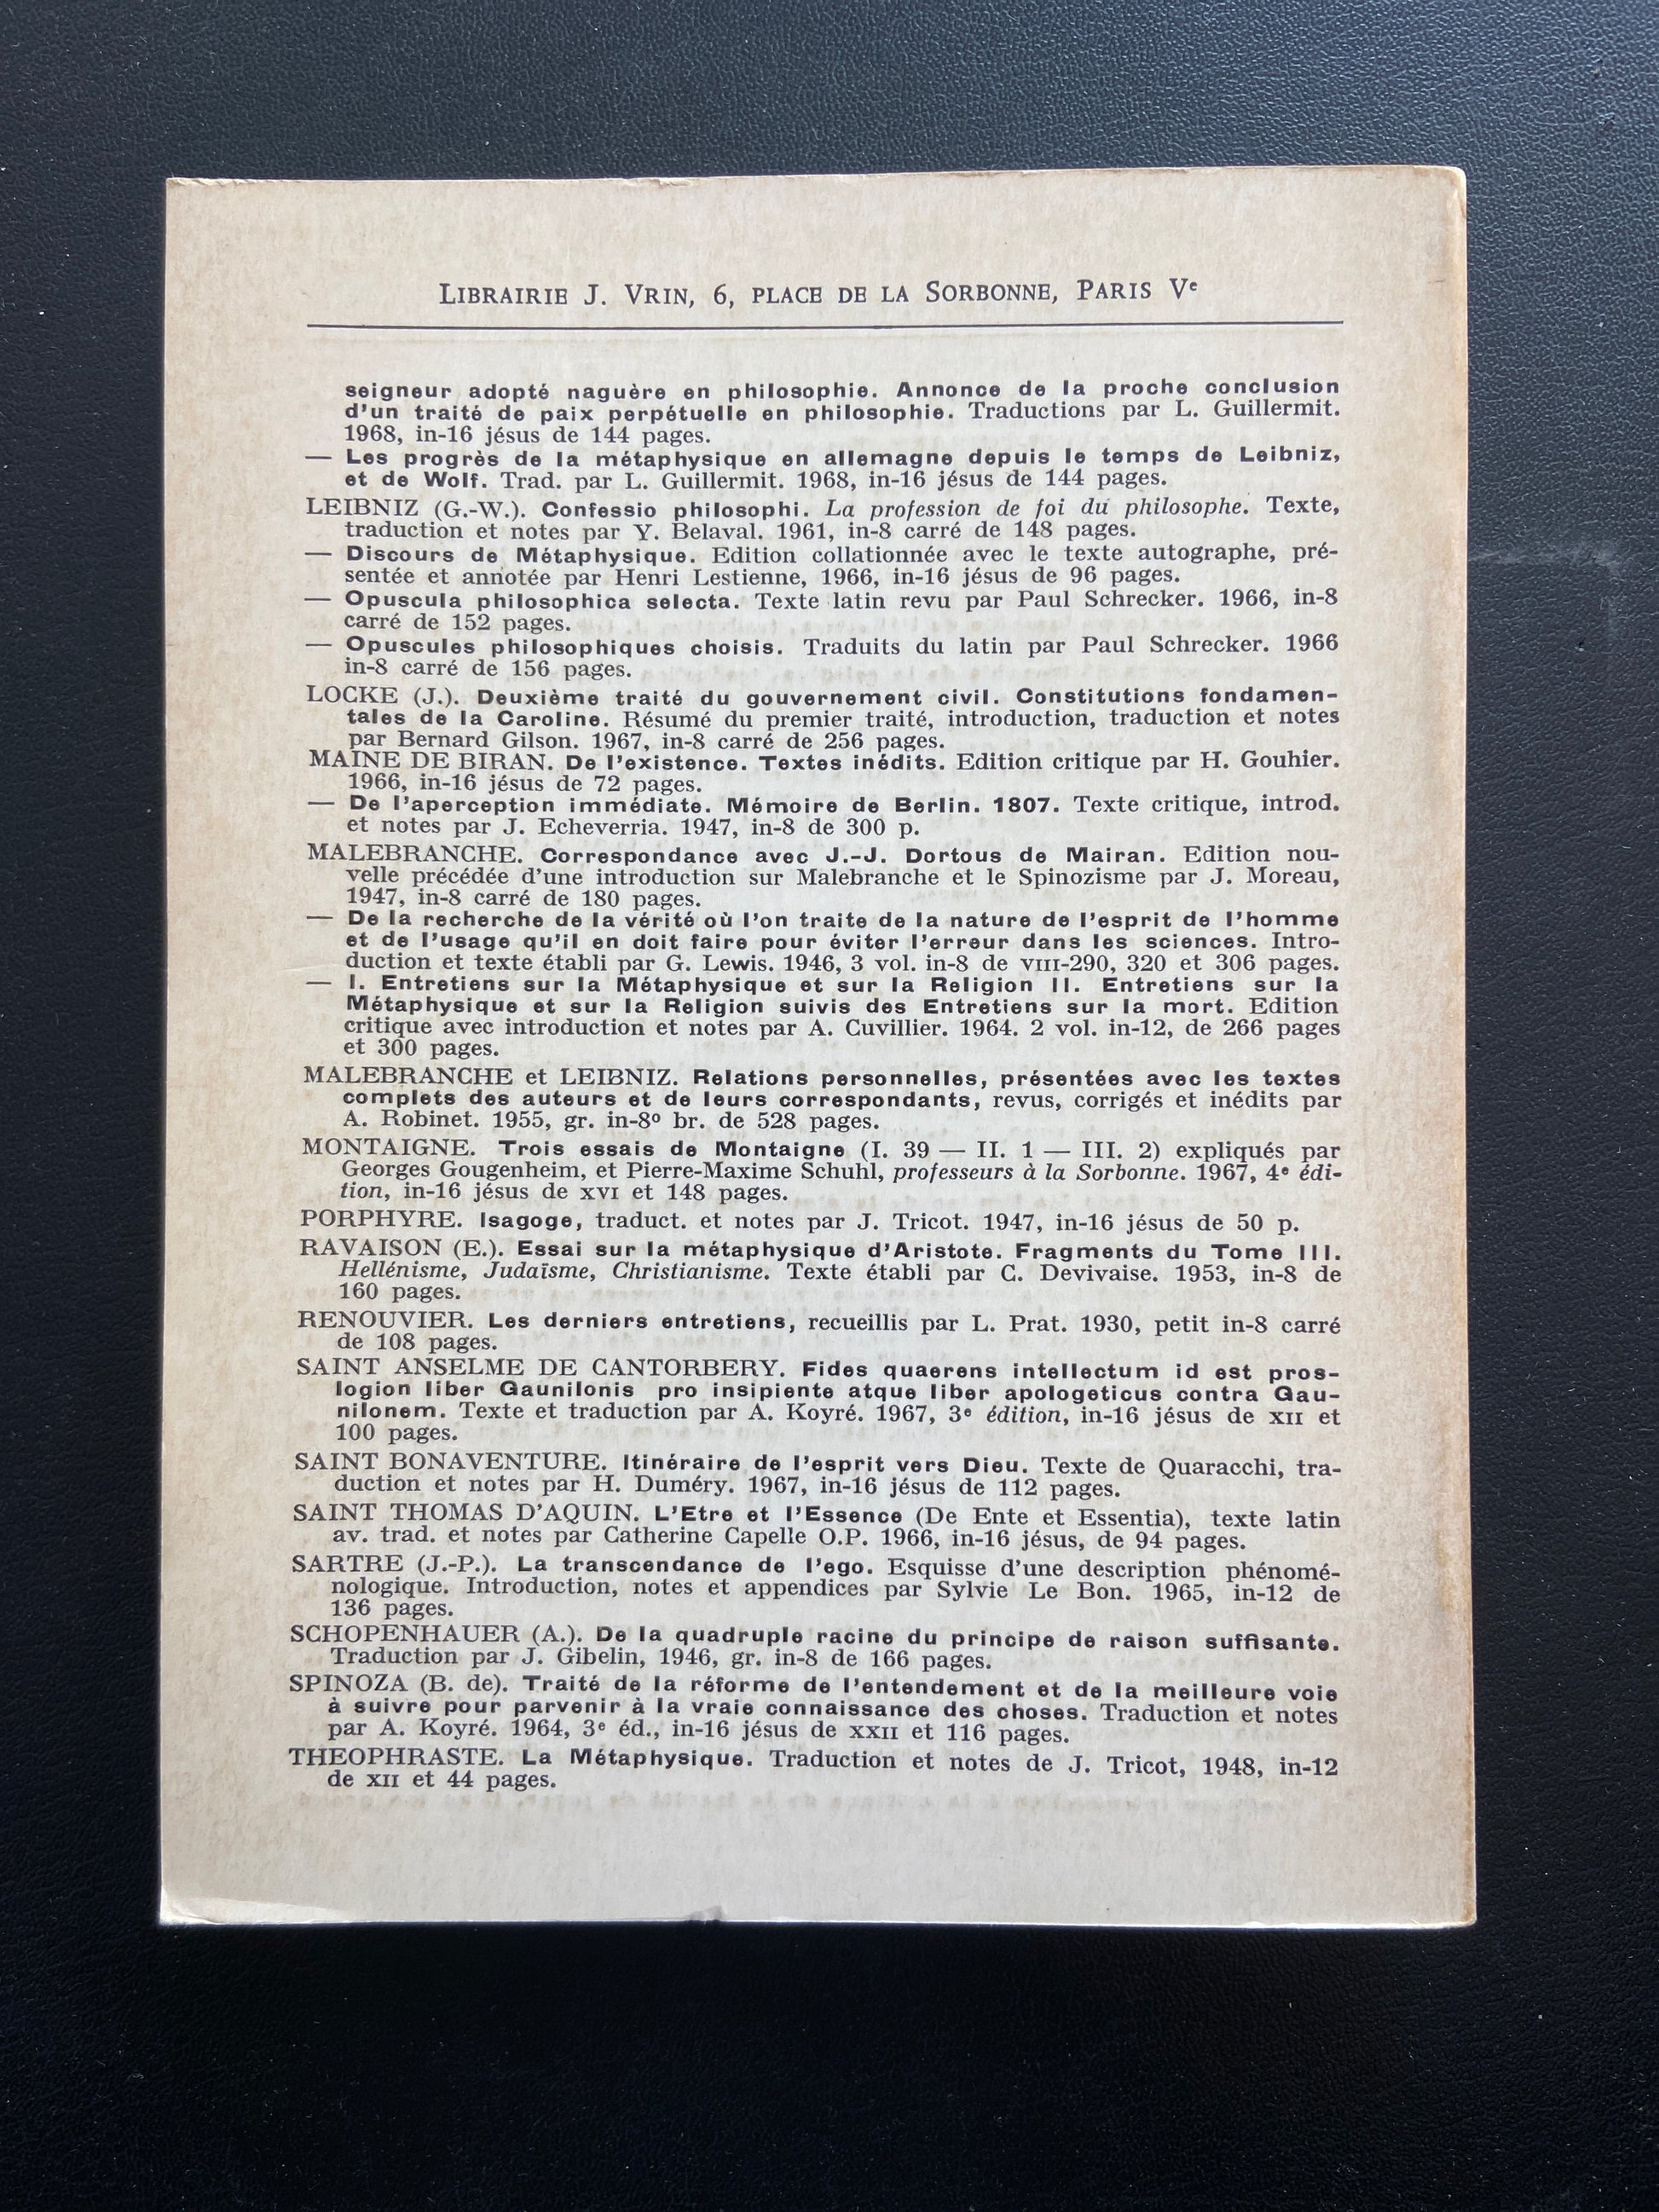 LIBRAIRIE J. VRIN, 6, PLACE DE LA SORBONNE, PARIS Vᵉ
seigneur adopté naguère en philosophie. Annonce de la proche conclusion
d'un traité de paix perpétuelle en philosophie. Traductions par L. Guillermit.
1968, in-16 jésus de 144 pages.
— Les progrès de la métaphysique en allemagne depuis le temps de Leibniz,
et de Wolf. Trad. par L. Guillermit. 1968, in-16 jésus de 144 pages.
LEIBNIZ (G.-W.). Confessio philosophi. La profession de foi du philosophe. Texte,
traduction et notes par Y. Belaval. 1961, in-8 carré de 148 pages.
— Discours de Métaphysique. Edition collationnée avec le texte autographe, pré-
sentée et annotée par Henri Lestienne, 1966, in-16 jésus de 96 pages.
— Opuscula philosophica selecta. Texte latin revu par Paul Schrecker. 1966, in-8
carré de 152 pages.
— Opuscules philosophiques choisis. Traduits du latin par Paul Schrecker. 1966
in-8 carré de 156 pages.
LOCKE (J.). Deuxième traité du gouvernement civil. Constitutions fondamen-
tales de la Caroline. Résumé du premier traité, introduction, traduction et notes
par Bernard Gilson. 1967, in-8 carré de 256 pages.
MAINE DE BIRAN. De l'existence. Textes inédits. Edition critique par H. Gouhier.
1966, in-16 jésus de 72 pages.
— De l'aperception immédiate. Mémoire de Berlin. 1807. Texte critique, introd.
et notes par J. Echeverria. 1947, in-8 de 300 p.
MALEBRANCHE. Correspondance avec J.-J. Dortous de Mairan. Edition nou-
velle précédée d'une introduction sur Malebranche et le Spinozisme par J. Moreau,
1947, in-8 carré de 180 pages.
— De la recherche de la vérité où l'on traite de la nature de l'esprit de l'homme
et de l'usage qu'il en doit faire pour éviter l'erreur dans les sciences. Intro-
duction et texte établi par G. Lewis. 1946, 3 vol. in-8 de VIII-290, 320 et 306 pages.
— I. Entretiens sur la Métaphysique et sur la Religion II. Entretiens sur la
Métaphysique et sur la Religion suivis des Entretiens sur la mort. Edition
critique avec introduction et notes par A. Cuvillier. 1964. 2 vol. in-12, de 266 pages
et 300 pages.
MALEBRANCHE et LEIBNIZ. Relations personnelles, présentées avec les textes
complets des auteurs et de leurs correspondants, revus, corrigés et inédits par
A. Robinet. 1955, gr. in-8º br. de 528 pages.
MONTAIGNE. Trois essais de Montaigne (I. 39 — II. 1 — III. 2) expliqués par
Georges Gougenheim, et Pierre-Maxime Schuhl, professeurs à la Sorbonne. 1967, 4ᵉ édi-
tion, in-16 jésus de XVI et 148 pages.
PORPHYRE. Isagoge, traduct. et notes par J. Tricot. 1947, in-16 jésus de 50 p.
RAVAISON (E.). Essai sur la métaphysique d'Aristote. Fragments du Tome III.
Hellénisme, Judaïsme, Christianisme. Texte établi par C. Devivaise. 1953, in-8 de
160 pages.
RENOUVIER. Les derniers entretiens, recueillis par L. Prat. 1930, petit in-8 carré
de 108 pages.
SAINT ANSELME DE CANTORBERY. Fides quaerens intellectum id est pros-
logion liber Gaunilonis pro insipiente atque liber apologeticus contra Gau-
nilonem. Texte et traduction par A. Koyré. 1967, 3ᵉ édition, in-16 jésus de XII et
100 pages.
SAINT BONAVENTURE. Itinéraire de l'esprit vers Dieu. Texte de Quaracchi, tra-
duction et notes par H. Duméry. 1967, in-16 jésus de 112 pages.
SAINT THOMAS D'AQUIN. L'Etre et l'Essence (De Ente et Essentia), texte latin
av. trad. et notes par Catherine Capelle O.P. 1966, in-16 jésus, de 94 pages.
SARTRE (J.-P.). La transcendance de l'ego. Esquisse d'une description phénomé-
nologique. Introduction, notes et appendices par Sylvie Le Bon. 1965, in-12 de
136 pages.
SCHOPENHAUER (A.). De la quadruple racine du principe de raison suffisante.
Traduction par J. Gibelin, 1946, gr. in-8 de 166 pages.
SPINOZA (B. de). Traité de la réforme de l'entendement et de la meilleure voie
à suivre pour parvenir à la vraie connaissance des choses. Traduction et notes
par A. Koyré. 1964, 3ᵉ éd., in-16 jésus de XXII et 116 pages.
THEOPHRASTE. La Métaphysique. Traduction et notes de J. Tricot, 1948, in-12
de XII et 44 pages.